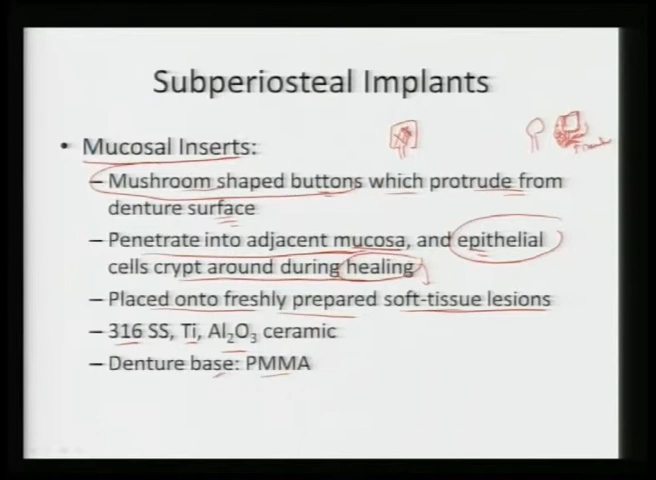 Subperiosteal Implants
• Mucosal Inserts:
– Mushroom shaped buttons which protrude from
denture surface
– Penetrate into adjacent mucosa, and epithelial
cells crypt around during healing
– Placed onto freshly prepared soft-tissue lesions
– 316 SS, Ti, Al₂O₃ ceramic
– Denture base: PMMA